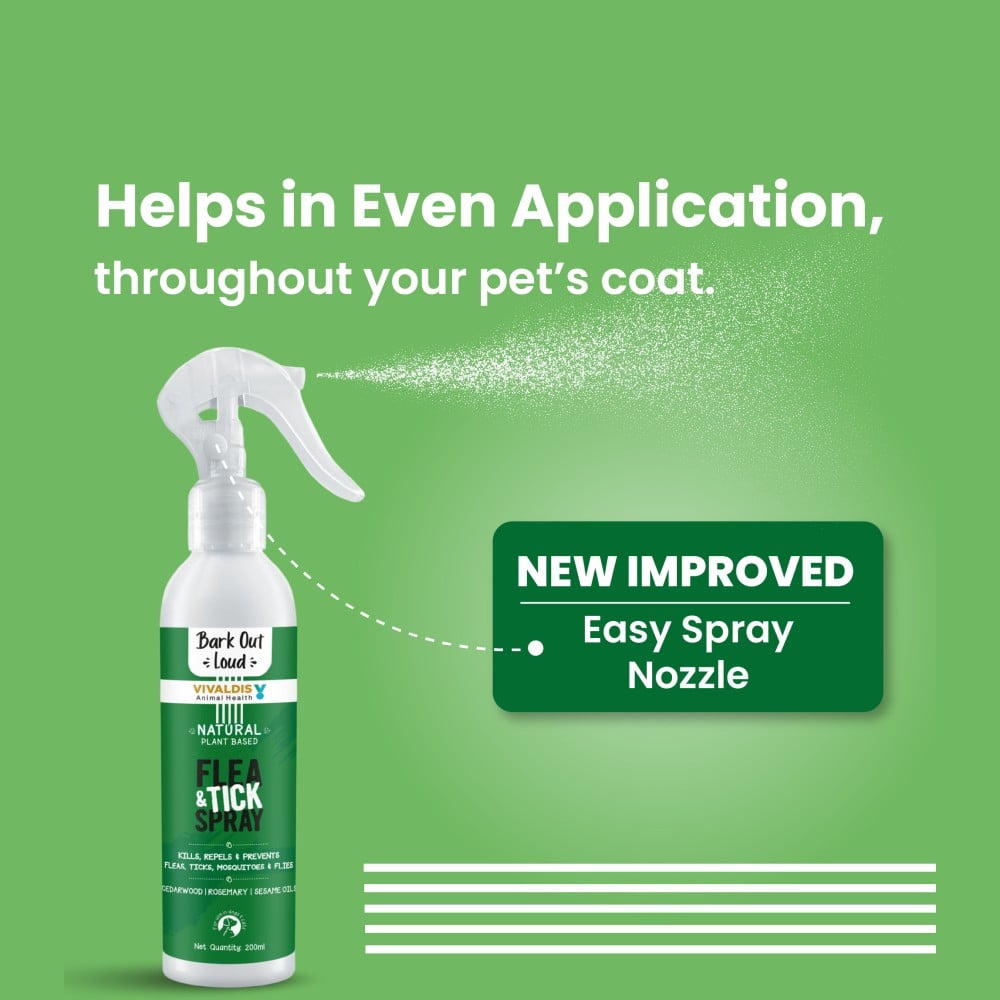 Helps in Even Application,
throughout your pet's coat.
NEW IMPROVED
Easy Spray
Nozzle
Bark Out
Loud
VIVALDIS
Animal Health
NATURAL
PLANT BASED
FLEA
& TICK
SPRAY
KILLS, REPELS & PREVENTS
FLEAS, TICKS, MOSQUITOES & FLIES
CEDARWOOD | ROSEMARY | SESAME OILS
Net Quantity: 200ml